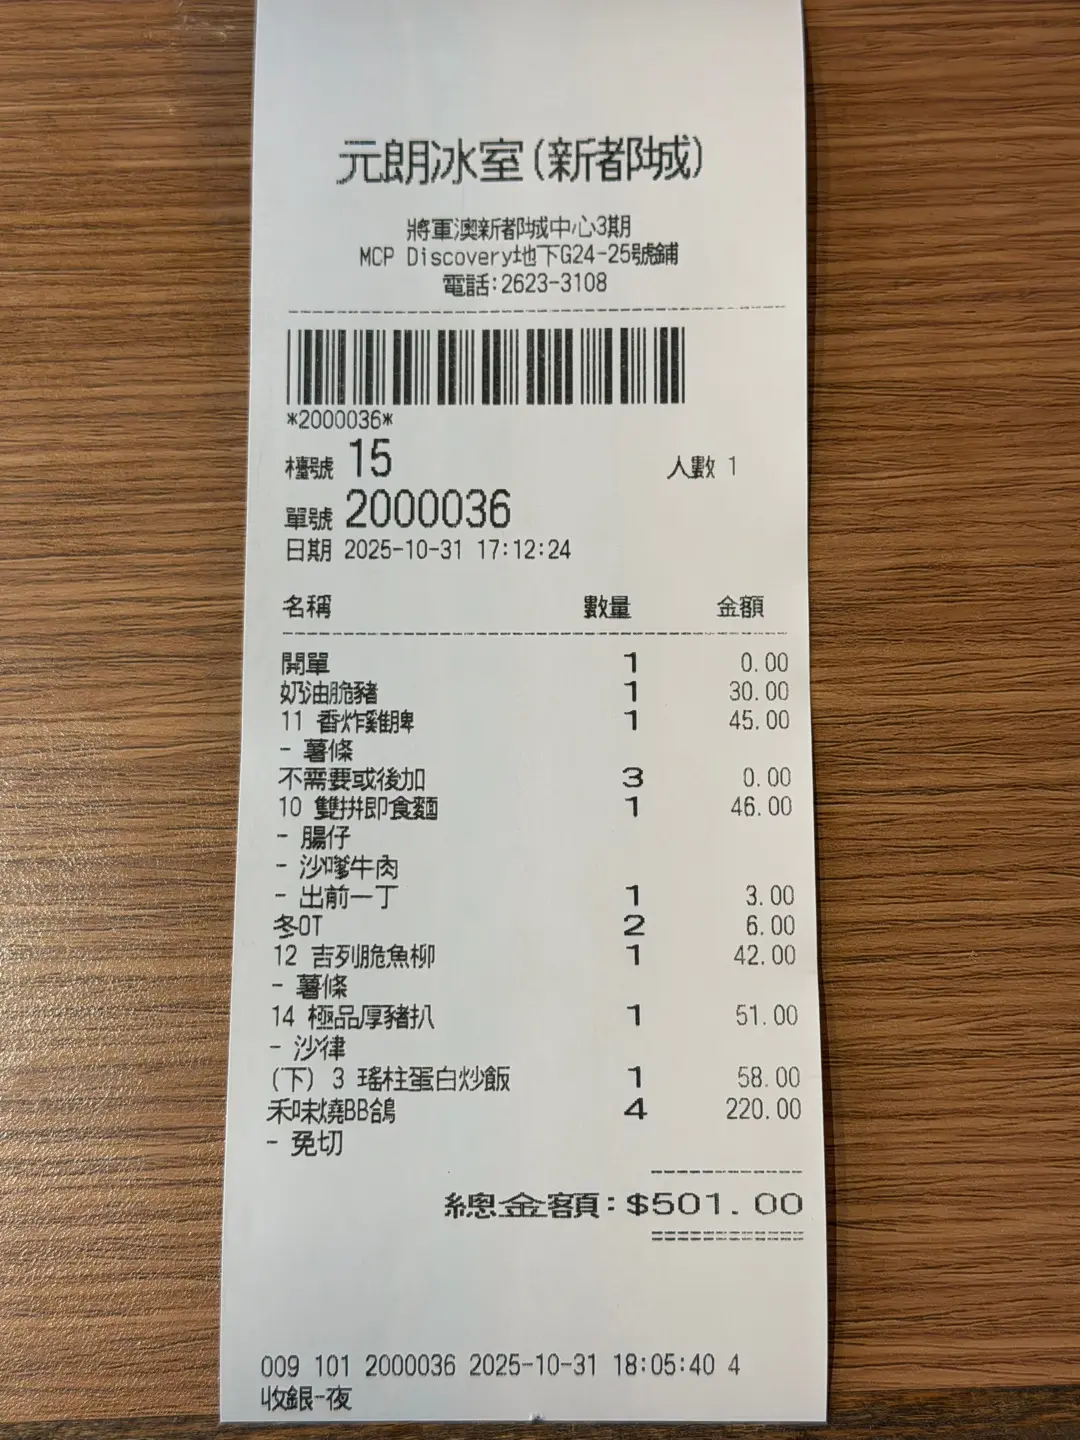 元朗冰室(新都城)
將軍澳新都城中心3期
MCP Discovery地下G24-25號鋪
電話:2623-3108
*2000036*
檯號 15 人數 1
單號 2000036
日期 2025-10-31 17:12:24
名稱 數量 金額
開單 1 0.00
奶油脆豬 1 30.00
11 香炸雞髀 1 45.00
- 薯條
不需要或後加 3 0.00
10 雙拼即食麵 1 46.00
- 腸仔
- 沙嗲牛肉
- 出前一丁 1 3.00
冬OT 2 6.00
12 吉列脆魚柳 1 42.00
- 薯條
14 極品厚豬扒 1 51.00
- 沙律
(下) 3 瑤柱蛋白炒飯 1 58.00
禾味燒BB鴿 4 220.00
- 免切
總金額:$501.00
009 101 2000036 2025-10-31 18:05:40 4
收銀-夜